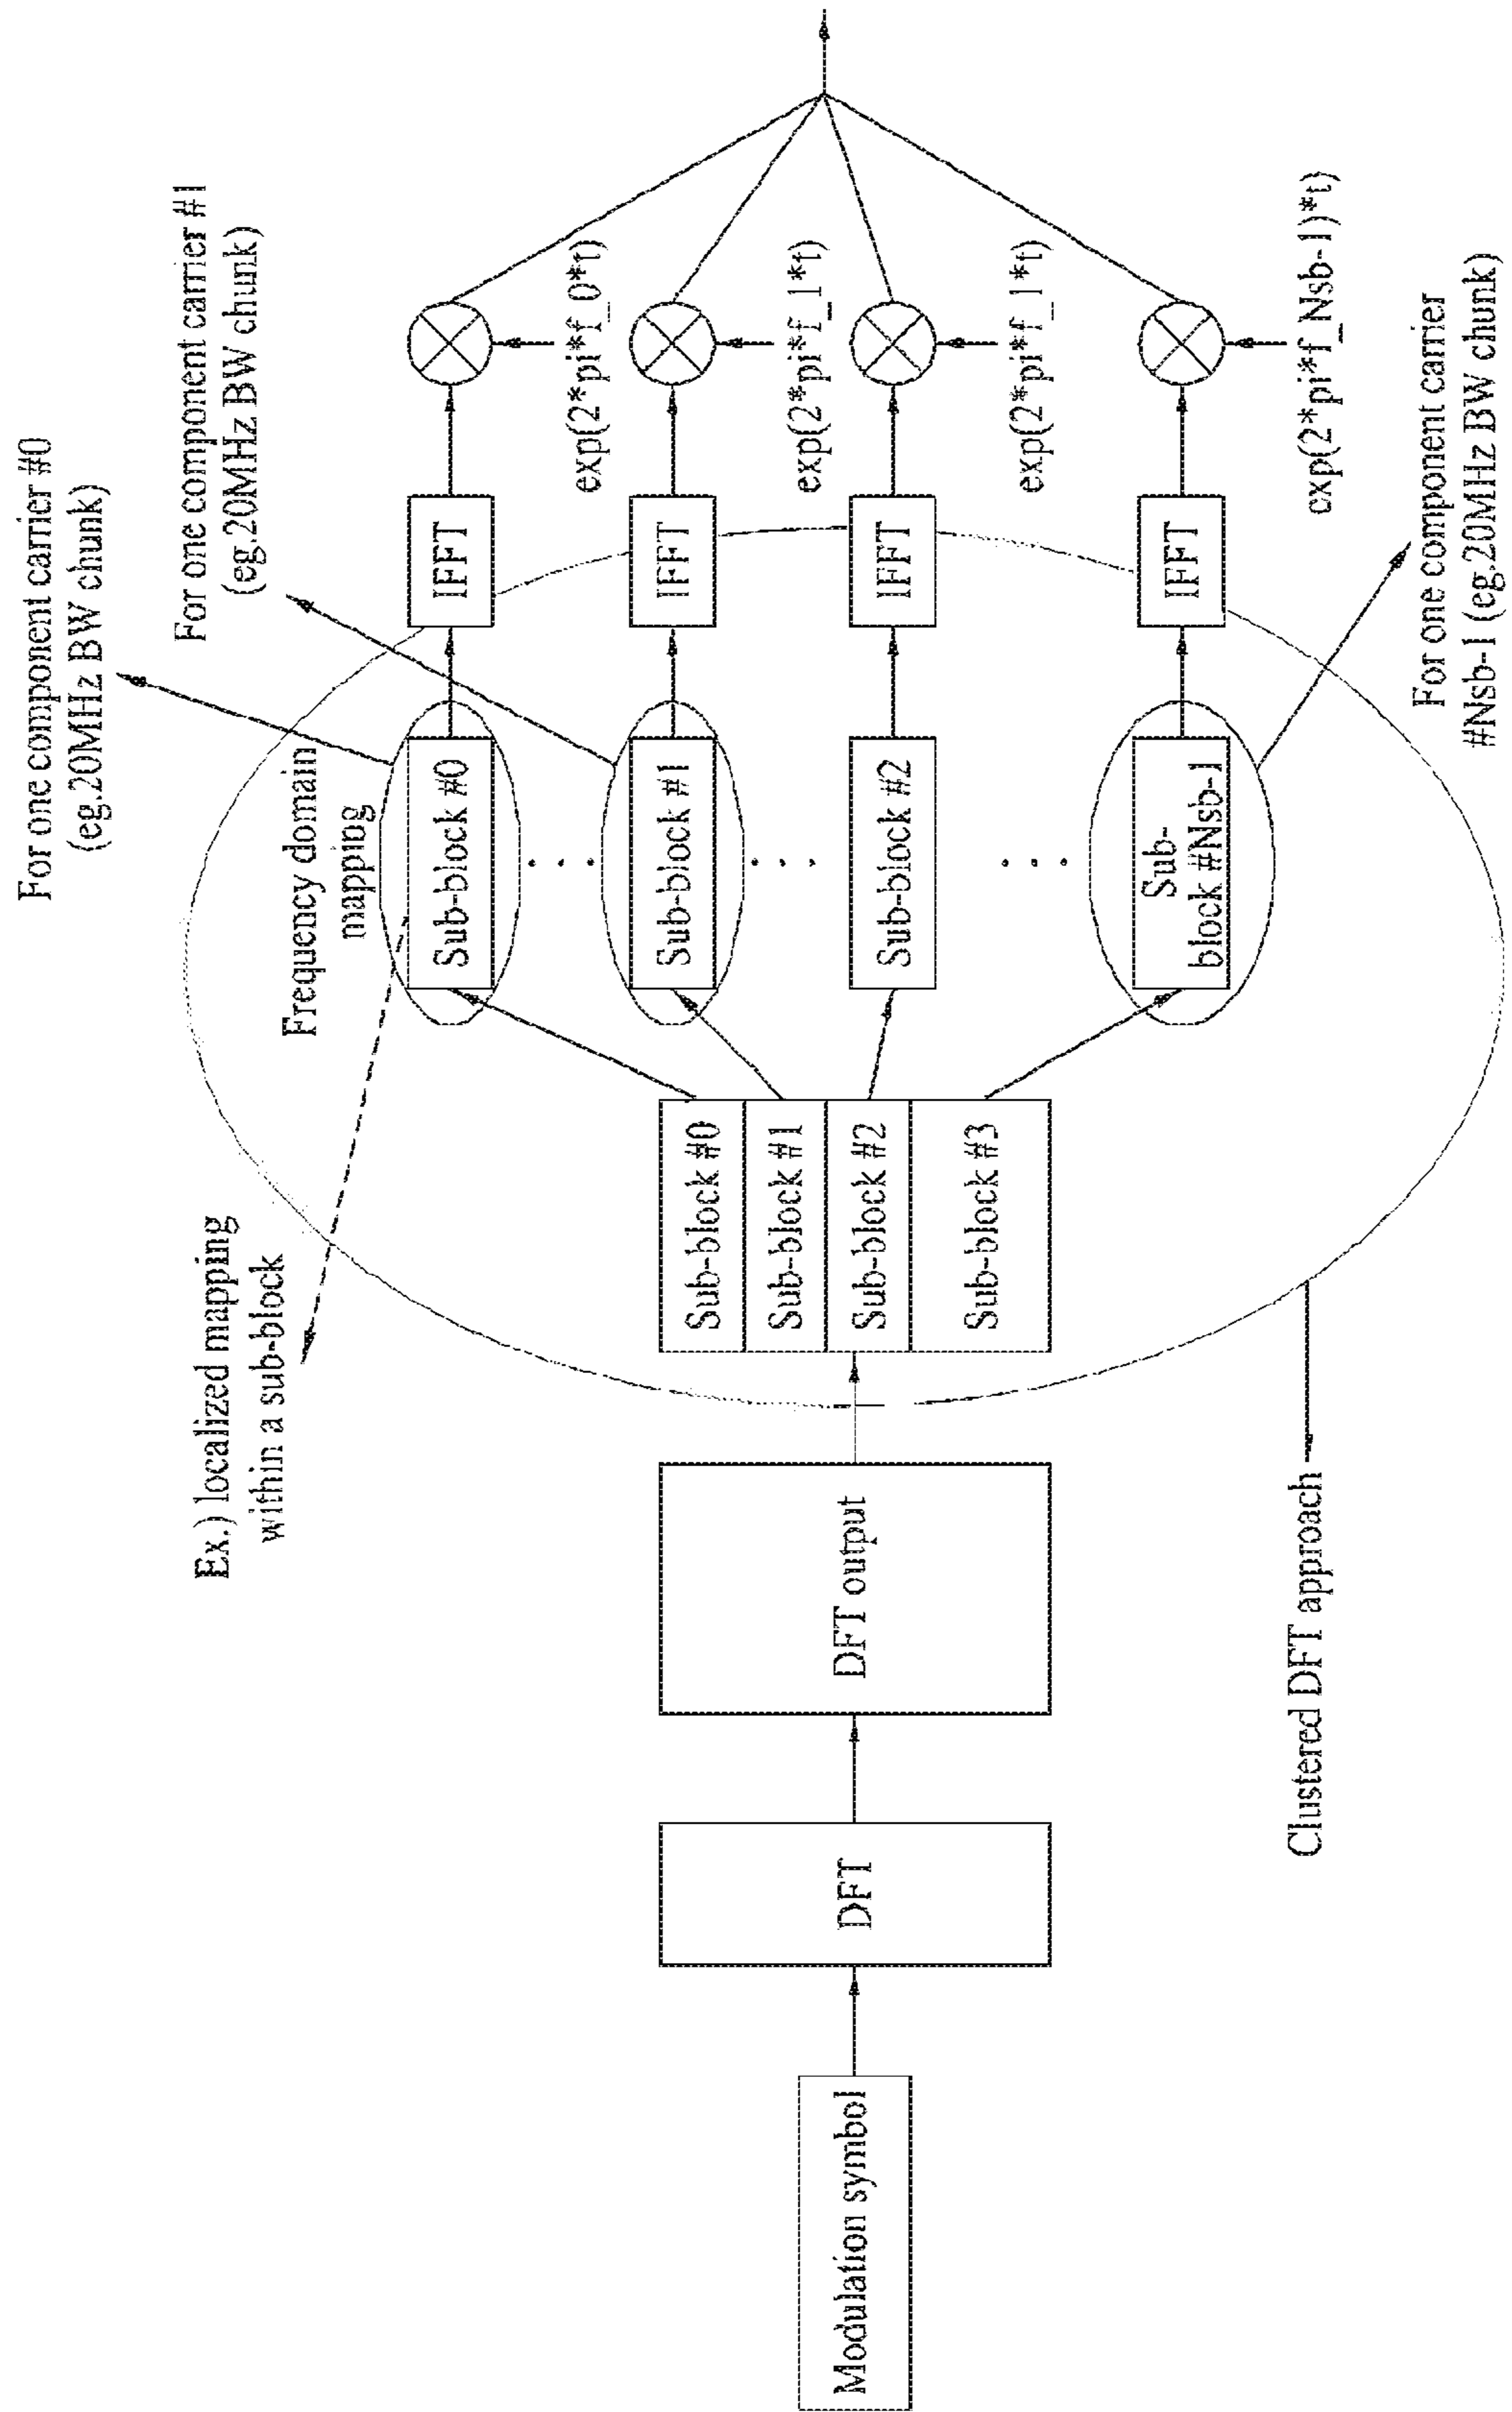 Modulation symbol
DFT
DFT output
Sub-block #0
Sub-block #1
Sub-block #2
Sub-block #3
Ex.) localized mapping
within a sub-block
Clustered DFT approach
Frequency domain
mapping
Sub-block #0
Sub-block #1
Sub-block #2
Sub-
block #Nsb-1
For one component carrier #0
(eg.20MHz BW chunk)
For one component carrier #1
(eg.20MHz BW chunk)
For one component carrier
#Nsb-1 (eg.20MHz BW chunk)
IFFT
IFFT
IFFT
IFFT
exp(2*pi*f_0*t)
exp(2*pi*f_1*t)
exp(2*pi*f_1*t)
exp(2*pi*f_Nsb-1)*t)